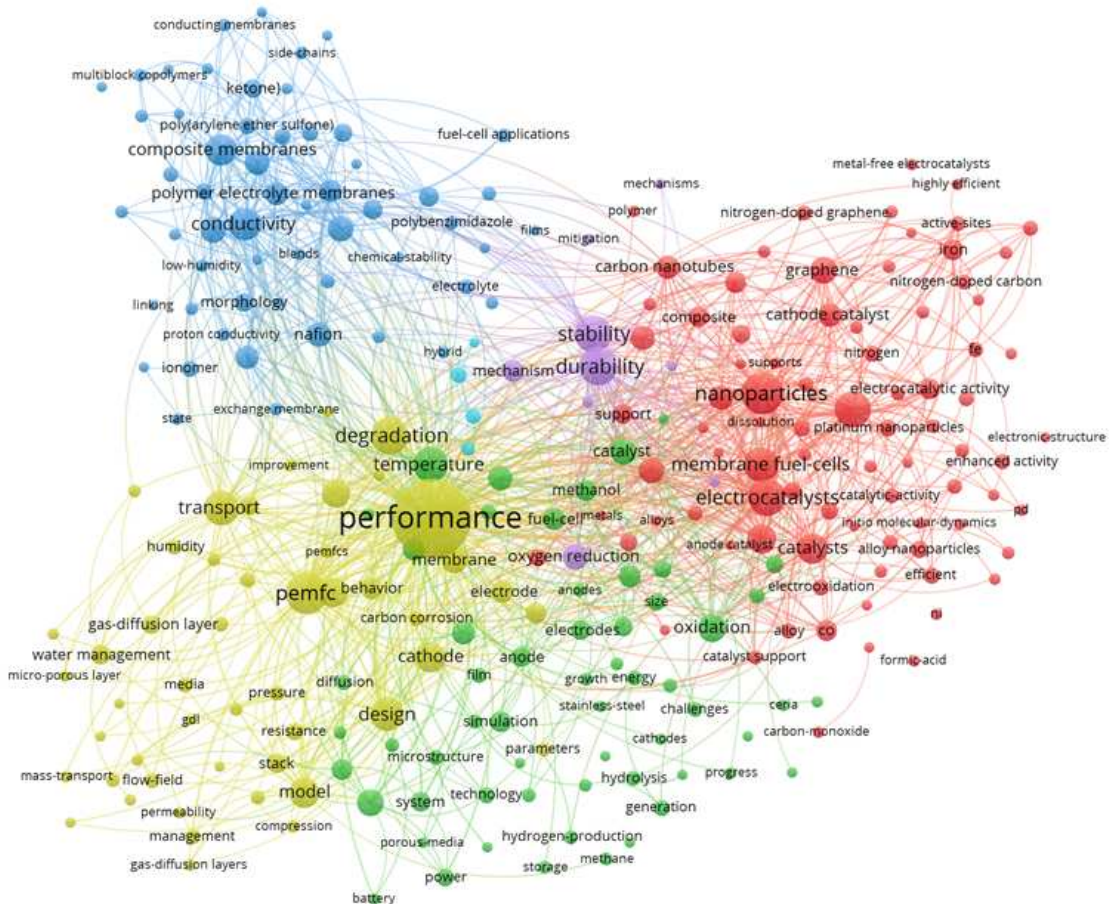 conducting membranes
side-chains
multiblock copolymers
ketone)
poly(arylene ether sulfone)
fuel-cell applications
composite membranes
metal-free electrocatalysts
mechanisms
highly efficient
polymer electrolyte membranes
polymer
nitrogen-doped graphene
active-sites
conductivity
polybenzimidazole
films
mitigation
iron
low-humidity
blends
chemical-stability
carbon nanotubes
graphene
nitrogen-doped carbon
electrolyte
linking
morphology
composite
cathode catalyst
proton conductivity
nafion
stability
hybrid
nitrogen
fe
ionomer
mechanism
durability
supports
electrocatalytic activity
nanoparticles
state
exchange membrane
support
dissolution
platinum nanoparticles
degradation
electronic-structure
improvement
temperature
catalyst
membrane fuel-cells
enhanced activity
methanol
transport
electrocatalysts
catalytic-activity
pd
performance
fuel-cell
metals
alloys
initio molecular-dynamics
humidity
pemfcs
membrane
oxygen reduction
anode catalyst
catalysts
alloy nanoparticles
pemfc
behavior
electrode
anodes
electrooxidation
efficient
size
carbon corrosion
ni
gas-diffusion layer
electrodes
oxidation
alloy
co
water management
cathode
anode
catalyst support
formic-acid
micro-porous layer
media
pressure
diffusion
film
growth
energy
stainless-steel
challenges
ceria
gdl
resistance
design
simulation
cathodes
carbon-monoxide
mass-transport
flow-field
stack
microstructure
parameters
progress
model
system
technology
hydrolysis
generation
permeability
management
compression
porous-media
hydrogen-production
methane
gas-diffusion layers
power
storage
battery